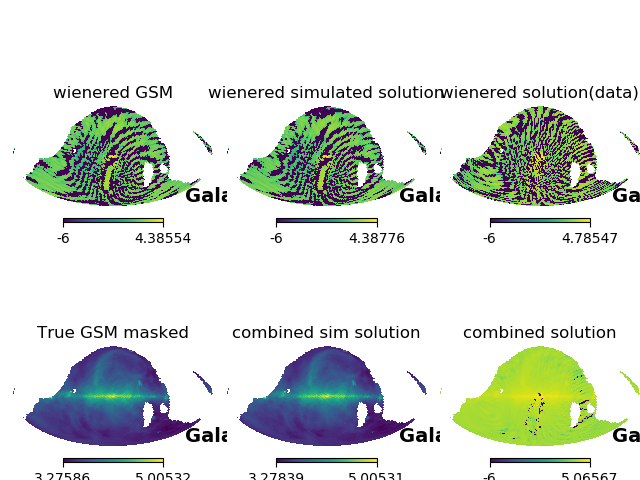 wienered GSM
wienered simulated solution
wienered solution(data)
Gala
Gala
Ga
-6 4.38554
-6 4.38776
-6 4.78547
True GSM masked
combined sim solution
combined solution
Gala
Gala
Ga
3.27586 5.00532
3.27839 5.00531
-6 5.06567